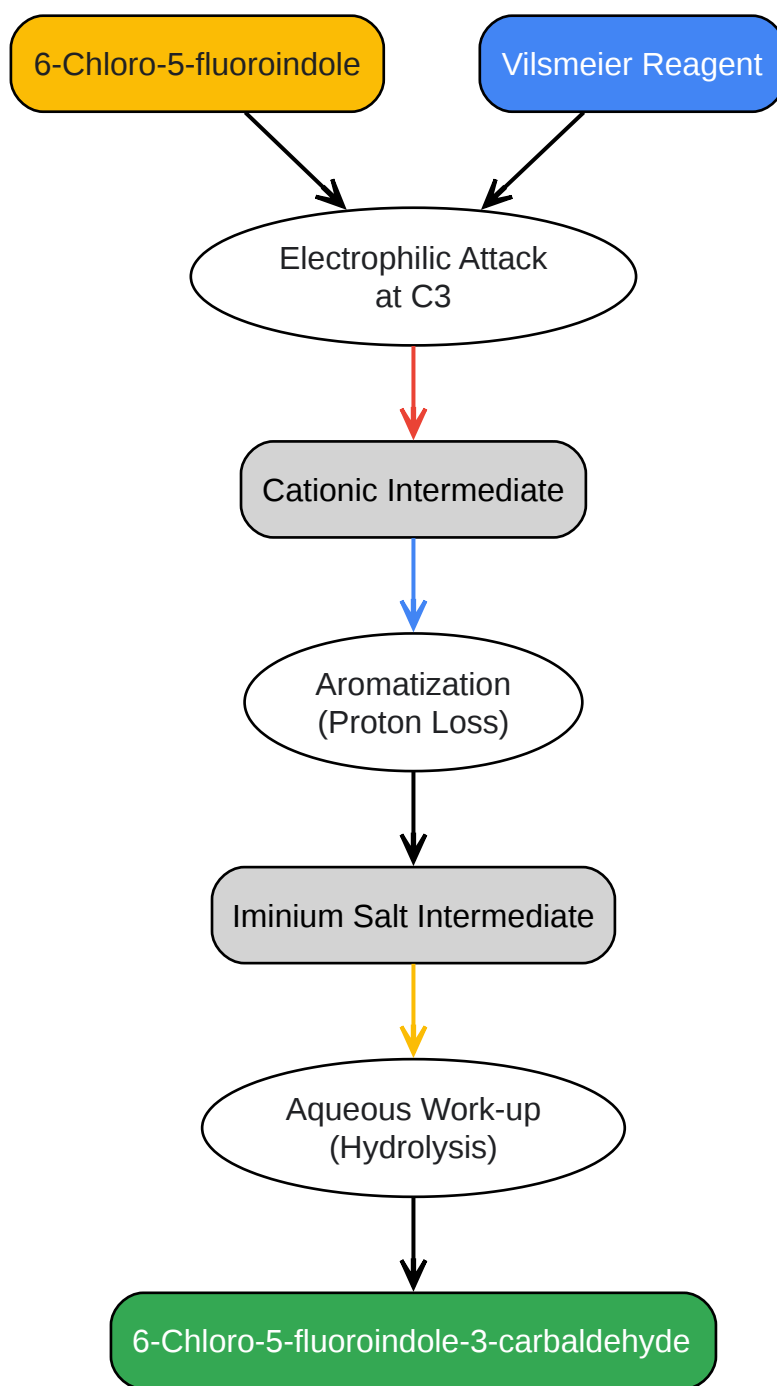 6-Chloro-5-fluoroindole
Vilsmeier Reagent
Electrophilic Attack
at C3
Cationic Intermediate
Aromatization
(Proton Loss)
Iminium Salt Intermediate
Aqueous Work-up
(Hydrolysis)
6-Chloro-5-fluoroindole-3-carbaldehyde